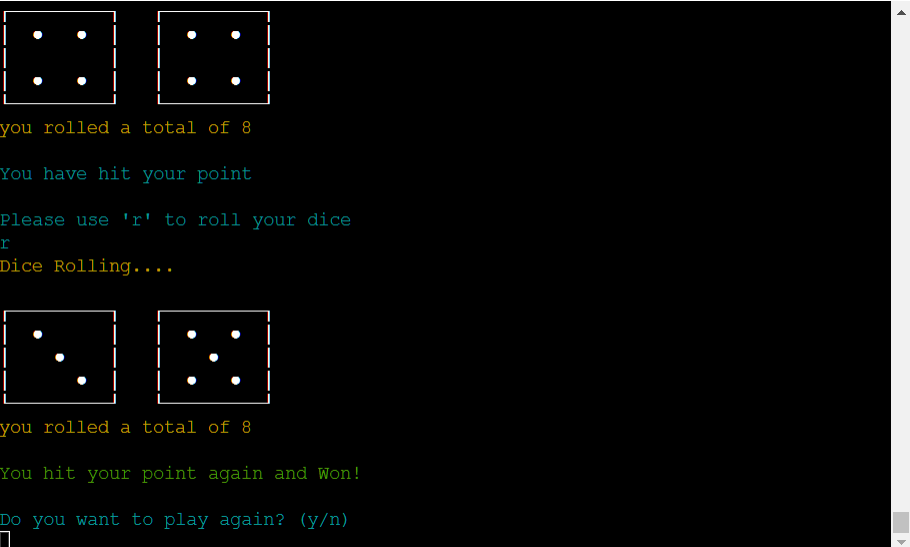 you rolled a total of 8
You have hit your point
Please use 'r' to roll your dice
r
Dice Rolling....
you rolled a total of 8
You hit your point again and Won!
Do you want to play again? (y/n)